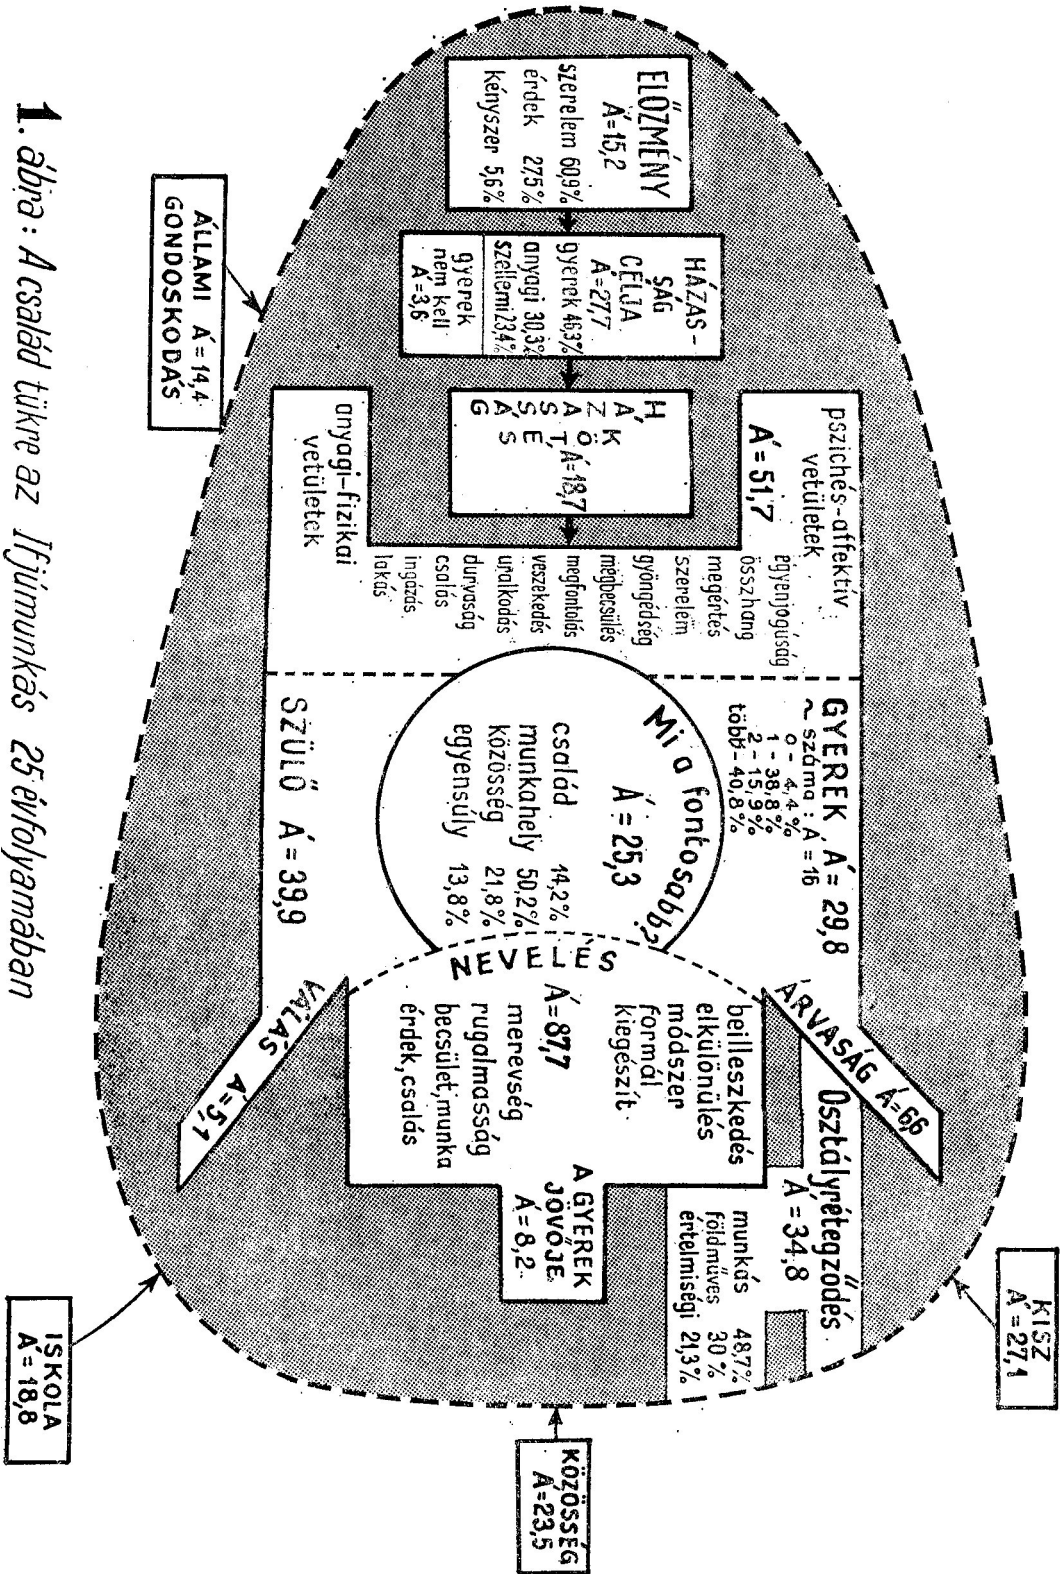 ELŐZMÉNY
Á=15,2
szerelem 60,9%
érdek 27,5%
kényszer 5,6%
HÁZAS-
SÁG
CÉLJA
Á=27,7
gyerek 46,3%
anyagi 30,3%
szellemi 23,4%
gyerek
nem kell
Á=3,6
HÁZASSÁG
KÖTÉS
Á=18,7
pszichés-affektív
vetületek
Á=51,7
egyenjogúság
összhang
megértés
szerelem
gyöngédség
megbecsülés
megfontolás
veszekedés
uralkodás
durvaság
csalás
ingázás
lakás
anyagi-fizikai
vetületek
GYEREK Á=29,8
~ száma: Á=16
0 - 4,4%
1 - 38,8%
2 - 15,9%
több - 40,8%
Mi a fontosabb?
Á=25,3
család 14,2%
munkahely 50,2%
közösség 21,8%
egyensúly 13,8%
SZÜLŐ Á=39,9
NEVELÉS
Á=87,7
beilleszkedés
elkülönülés
módszer
formál
kiegészít
merevség
rugalmasság
becsület, munka
érdek, csalás
ÁRVASÁG Á=6,6
VÁLÁS Á=5,1
Osztályrétegződés
Á=34,8
munkás 48,7%
földműves 30%
értelmiségi 21,3%
A GYEREK
JÖVŐJE
Á=8,2
KISZ
Á=27,1
KÖZÖSSÉG
Á=23,5
ISKOLA
Á=18,8
ÁLLAMI Á=14,4
GONDOSKODÁS
1. ábra: A család tükre az Ifjúmunkás 25 évfolyamában